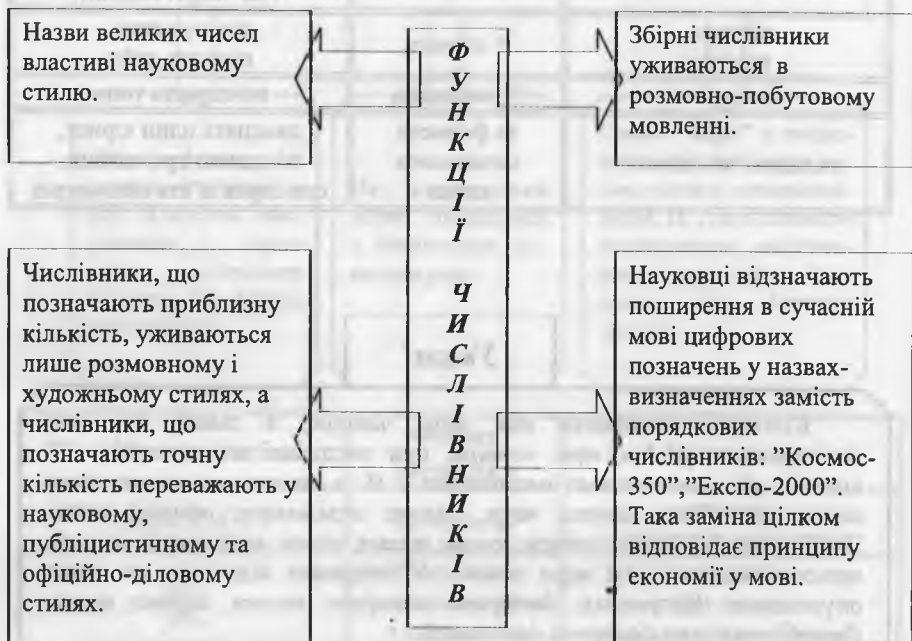 Назви великих чисел
властиві науковому
стилю.
ФУНКЦІЇ ЧИСЛІВНИКІВ
Збірні числівники
уживаються в
розмовно-побутовому
мовленні.
Числівники, що
позначають приблизну
кількість, уживаються
лише розмовному і
художньому стилях, а
числівники, що
позначають точну
кількість переважають у
науковому,
публіцистичному та
офіційно-діловому
стилях.
Науковці відзначають
поширення в сучасній
мові цифрових
позначень у назвах-
визначеннях замість
порядкових
числівників: ”Космос-
350”,”Експо-2000”.
Така заміна цілком
відповідає принципу
економії у мові.